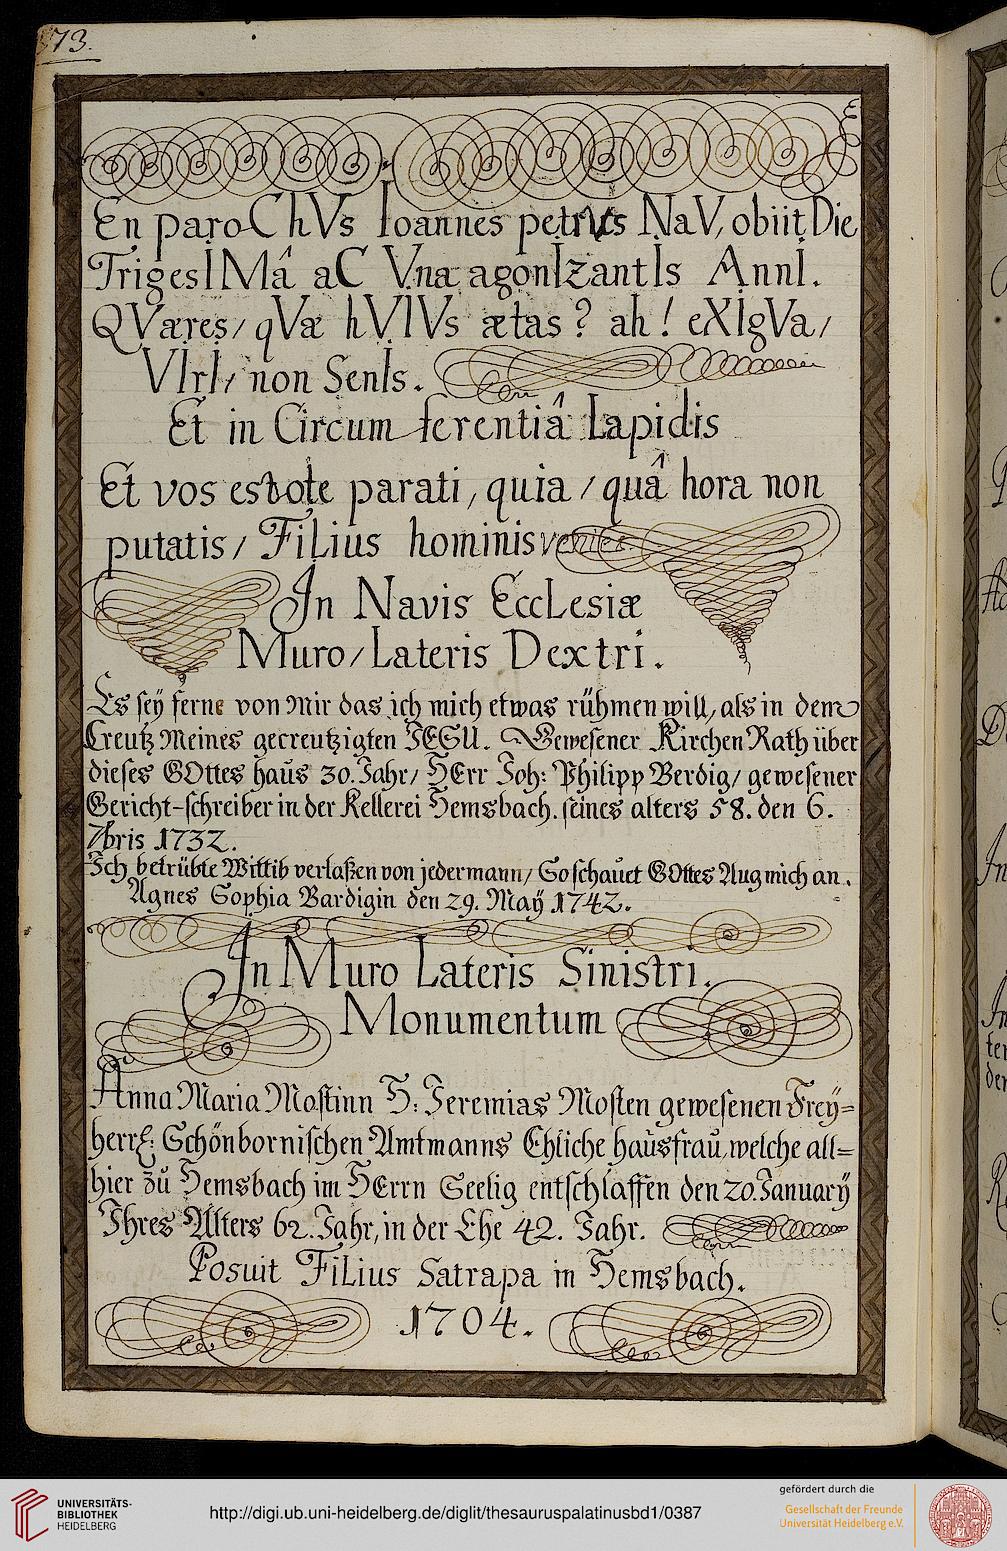 373.
En paroChVs Ioannes petrus NaV, obiit Die
TrigesIMâ aC Vna agonIzantIs AnnI.
QVæres, qVæ hVIVs ætas? ah! eXIgVa,
VIrI, non SenIs.
Et in Circumferentiâ Lapidis
Et vos estote parati, quia, quâ hora non
putatis, Filius hominis veniet.
In Navis EccLesiæ
Muro, Lateris Dextri.
Es seÿ ferne von Mir das ich mich etwas rühmen will, als in dem
Creutz Meines gecreutzigten JESU. Gewesener Kirchen Rath über
dieses GOttes haus 30. Jahr, HErr Joh: Philipp Berdig, gewesener
Gericht-schreiber in der Kellerei Hemsbach. seines alters 58. den 6.
7bris 1732.
Ich betrübte Wittib verlaßen von jedermann, So schauet GOttes Aug mich an.
Agnes Sophia Bardigin den 29. Maÿ 1742.
In Muro Lateris Sinistri.
Monumentum
Anna Maria Mostinn H: Jeremias Mosten gewesenen Freÿ=
herrl: Schönbornischen Amtmanns Ehliche hausfrau, welche all=
hier zu Hemsbach im HErrn Seelig entschlaffen den 20. Januarÿ
Ihres Alters 62. Jahr, in der Ehe 42. Jahr.
Posuit FiLius Satrapa in Hemsbach.
1704.
UNIVERSITÄTS-
BIBLIOTHEK
HEIDELBERG
http://digi.ub.uni-heidelberg.de/diglit/thesauruspalatinusbd1/0387
gefördert durch die
Gesellschaft der Freunde
Universität Heidelberg e.V.